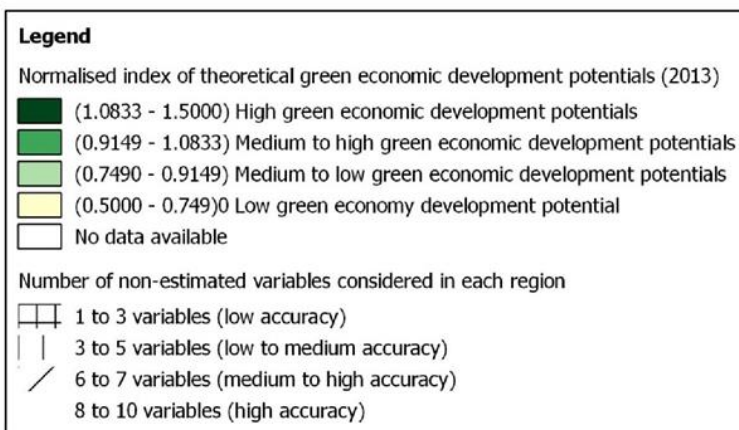 Legend
Normalised index of theoretical green economic development potentials (2013)
(1.0833 - 1.5000) High green economic development potentials
(0.9149 - 1.0833) Medium to high green economic development potentials
(0.7490 - 0.9149) Medium to low green economic development potentials
(0.5000 - 0.749)0 Low green economy development potential
No data available
Number of non-estimated variables considered in each region
1 to 3 variables (low accuracy)
3 to 5 variables (low to medium accuracy)
6 to 7 variables (medium to high accuracy)
8 to 10 variables (high accuracy)